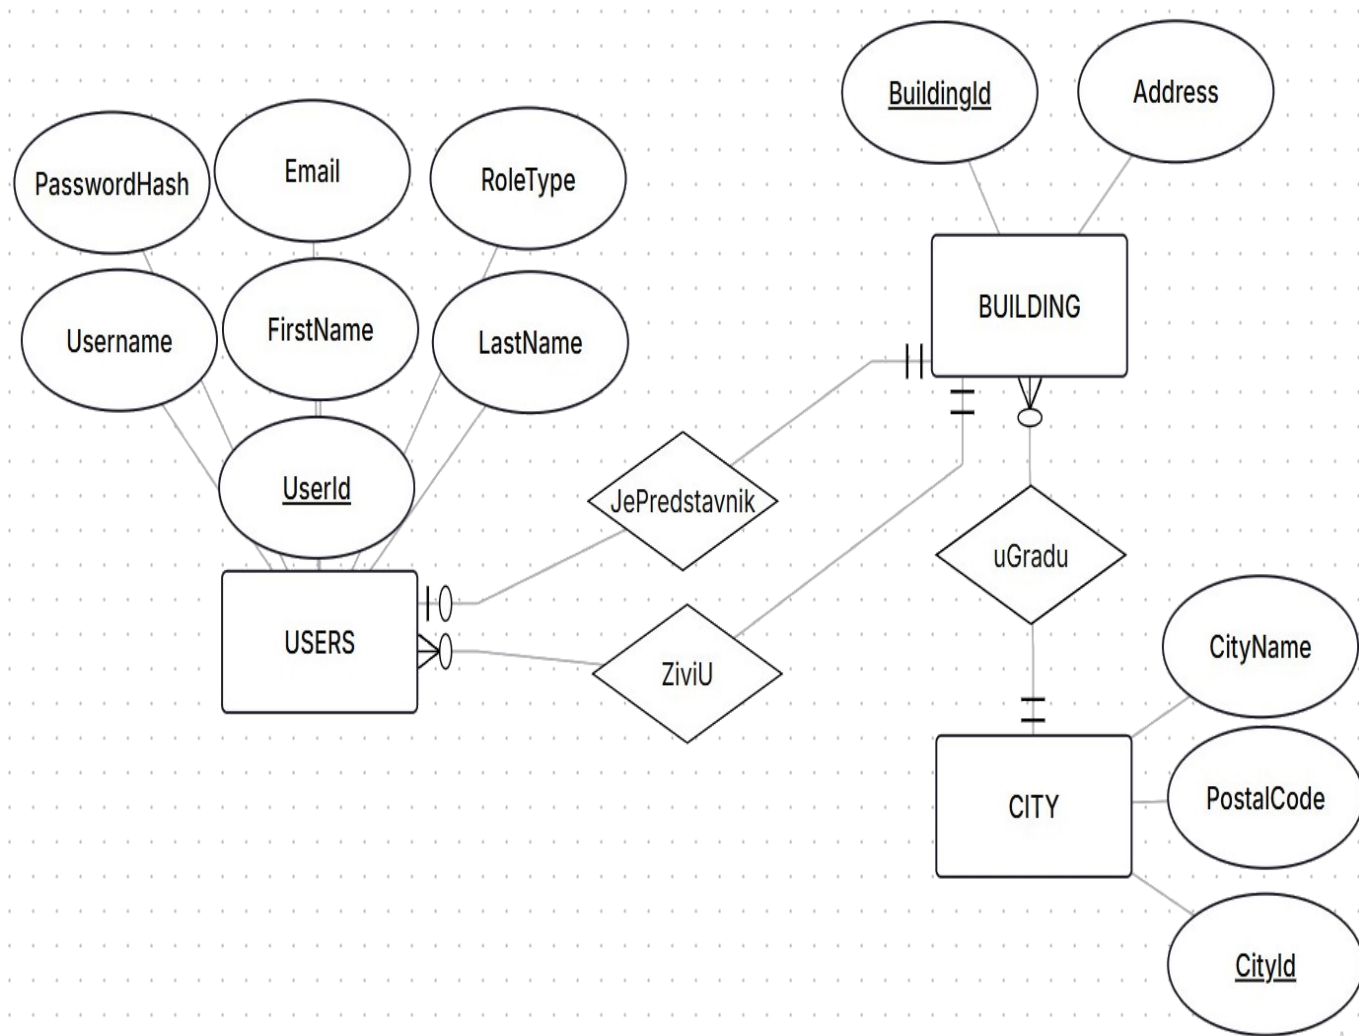 BuildingId
Address
PasswordHash
Email
RoleType
Username
FirstName
LastName
BUILDING
UserId
JePredstavnik
uGradu
USERS
ZiviU
CityName
CITY
PostalCode
CityId